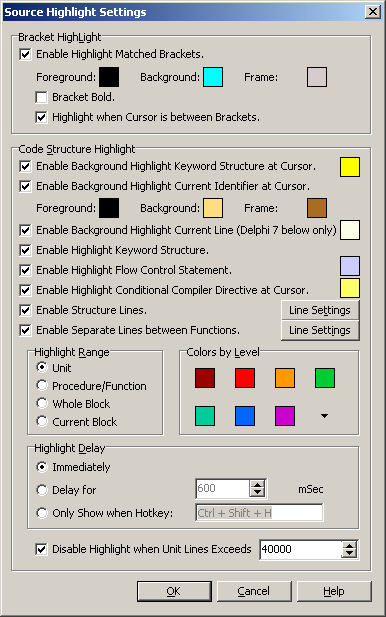 Source Highlight Settings
Bracket HighLight
Enable Highlight Matched Brackets.
Foreground: Background: Frame:
Bracket Bold.
Highlight when Cursor is between Brackets.
Code Structure Highlight
Enable Background Highlight Keyword Structure at Cursor.
Enable Background Highlight Current Identifier at Cursor.
Foreground: Background: Frame:
Enable Background Highlight Current Line (Delphi 7 below only)
Enable Highlight Keyword Structure.
Enable Highlight Flow Control Statement.
Enable Highlight Conditional Compiler Directive at Cursor.
Enable Structure Lines. Line Settings
Enable Separate Lines between Functions. Line Settings
Highlight Range Colors by Level
Unit
Procedure/Function
Whole Block
Current Block
Highlight Delay
Immediately
Delay for 600 mSec
Only Show when Hotkey: Ctrl + Shift + H
Disable Highlight when Unit Lines Exceeds 40000
OK Cancel Help